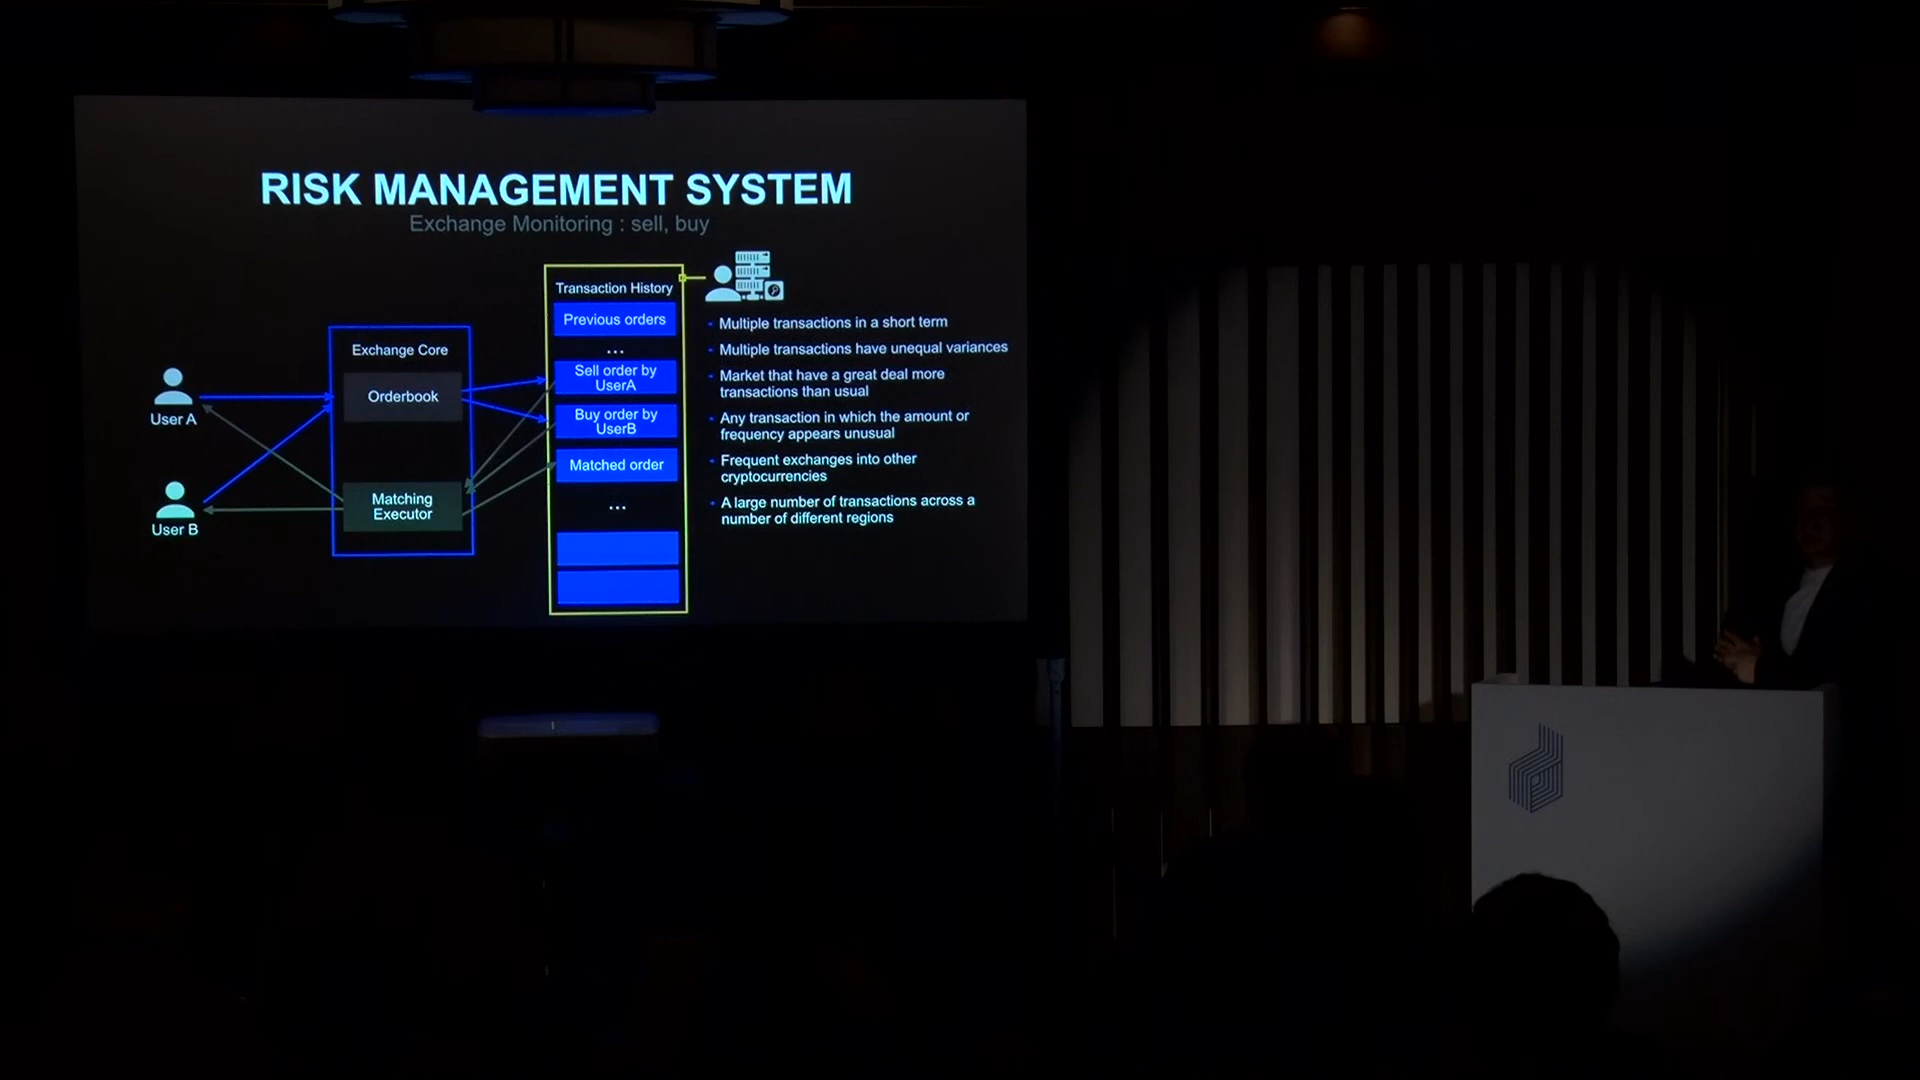 RISK MANAGEMENT SYSTEM
Exchange Monitoring : sell, buy
User A
User B
Exchange Core
Orderbook
Matching
Executor
Transaction History
Previous orders
...
Sell order by
UserA
Buy order by
UserB
Matched order
...
- Multiple transactions in a short term
- Multiple transactions have unequal variances
- Market that have a great deal more
transactions than usual
- Any transaction in which the amount or
frequency appears unusual
- Frequent exchanges into other
cryptocurrencies
- A large number of transactions across a
number of different regions